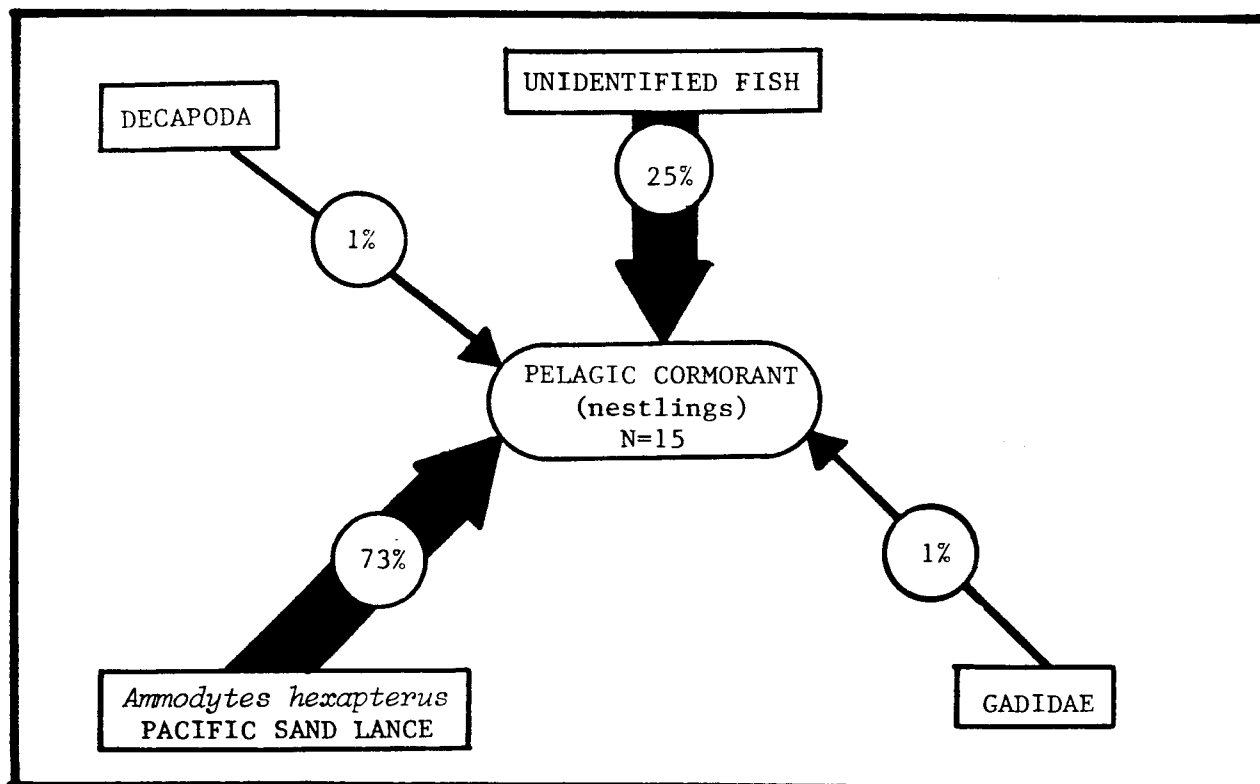 UNIDENTIFIED FISH
DECAPODA
25%
1%
PELAGIC CORMORANT
(nestlings)
N=15
73%
1%
Ammodytes hexapterus
PACIFIC SAND LANCE
GADIDAE